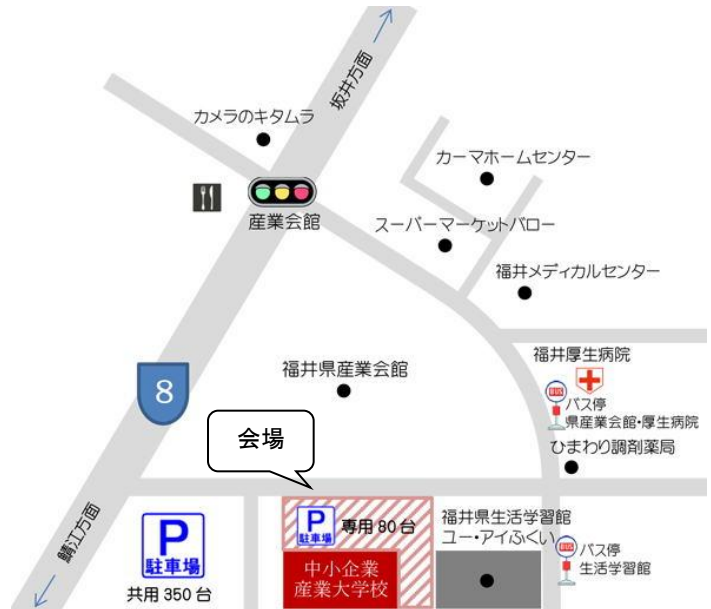 坂井方面
カメラのキタムラ
カーマホームセンター
産業会館
スーパーマーケットバロー
福井メディカルセンター
福井厚生病院
福井県産業会館
8
BUS
バス停
県産業会館・厚生病院
会場
ひまわり調剤薬局
鯖江方面
P
駐車場
共用350台
P
駐車場
専用80台
中小企業
産業大学校
福井県生活学習館
ユー・アイふくい
BUS
バス停
生活学習館